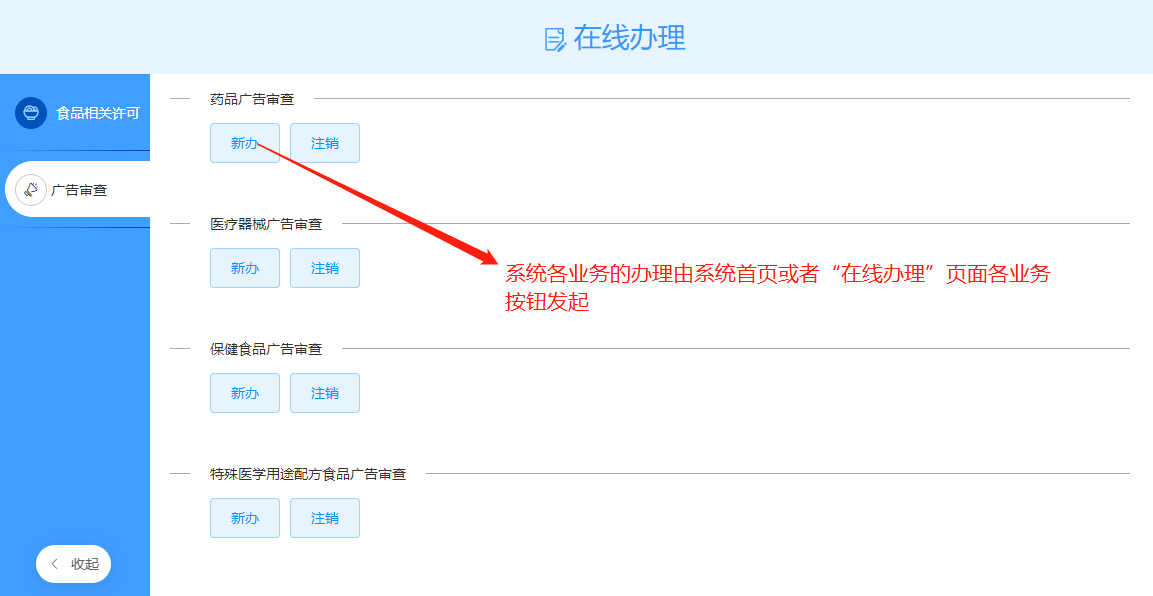 在线办理
食品相关许可
广告审查
收起
药品广告审查
新办 注销
医疗器械广告审查
新办 注销
系统各业务的办理由系统首页或者“在线办理”页面各业务
按钮发起
保健食品广告审查
新办 注销
特殊医学用途配方食品广告审查
新办 注销